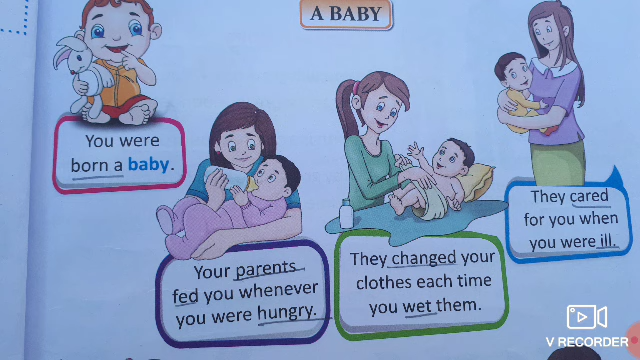 A BABY
You were
born a baby.
Your parents
fed you whenever
you were hungry.
They changed your
clothes each time
you wet them.
They cared
for you when
you were ill.
V RECORDER